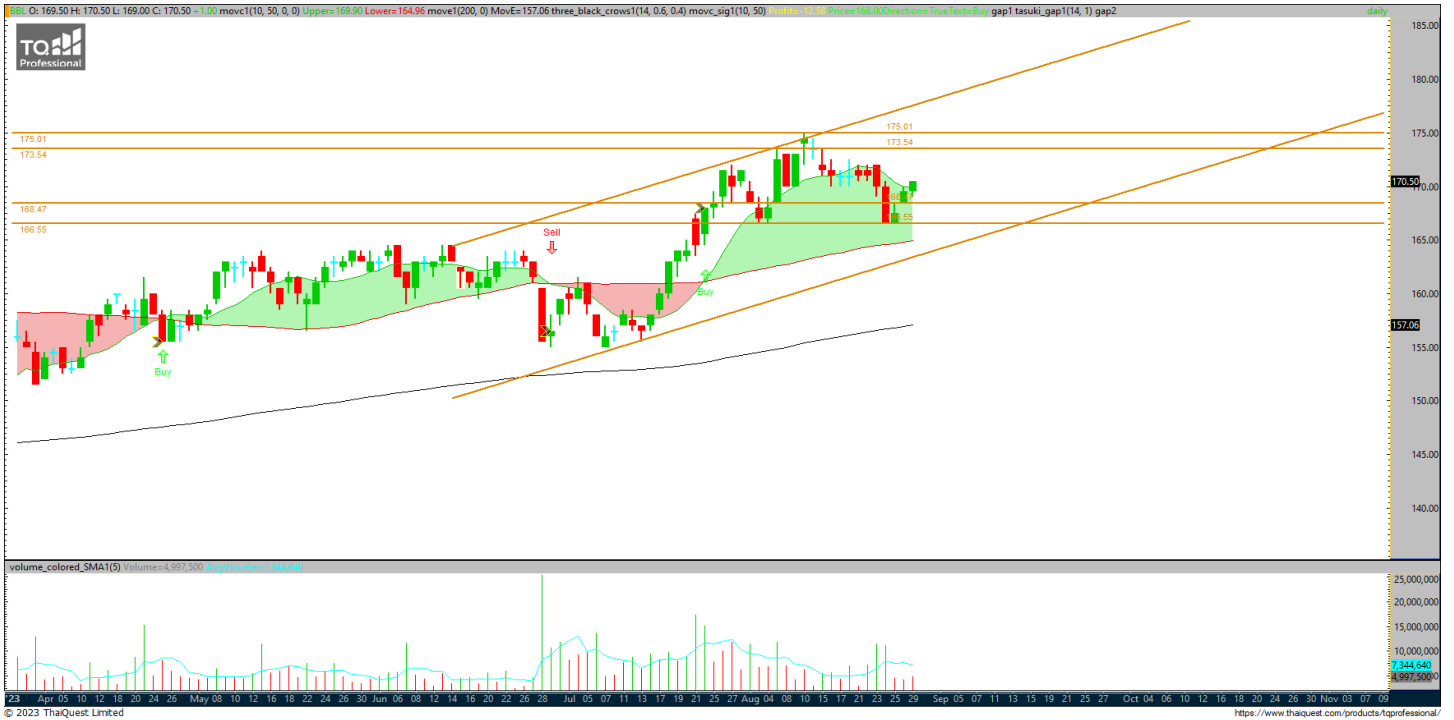 BBL O: 169.50 H: 170.50 L: 169.00 C: 170.50 +1.00 movc1(10, 50, 0, 0) Upper=169.90 Lower=164.96 move1(200, 0) MovE=157.06 three_black_crows1(14, 0.6, 0.4) movc_sig1(10, 50) Profit=-12.58 Price=168.00Direction=TrueText=Buy gap1 tasuki_gap1(14, 1) gap2 daily
TQ
Professional
185.00
180.00
175.01 175.01 175.00
173.54 173.54
170.50 170.00
168.47
166.55
165.00
Sell
Buy
160.00
157.06
155.00
Buy
150.00
145.00
140.00
volume_colored_SMA1(5) Volume=4,997,500 AvgVolume=7,344,640
25,000,000
20,000,000
15,000,000
10,000,000
7,344,640
4,997,500
'23 Apr 05 10 12 18 20 24 26 May 08 10 12 16 18 22 24 26 30 Jun 06 08 12 14 16 20 22 26 28 Jul 05 07 11 13 17 19 21 25 27 Aug 04 08 10 15 17 21 23 25 29 Sep 05 07 11 13 15 19 21 25 27 Oct 04 06 10 12 16 18 20 24 26 30 Nov 03 07 09
© 2023 ThaiQuest Limited https://www.thaiquest.com/products/tqprofessional/